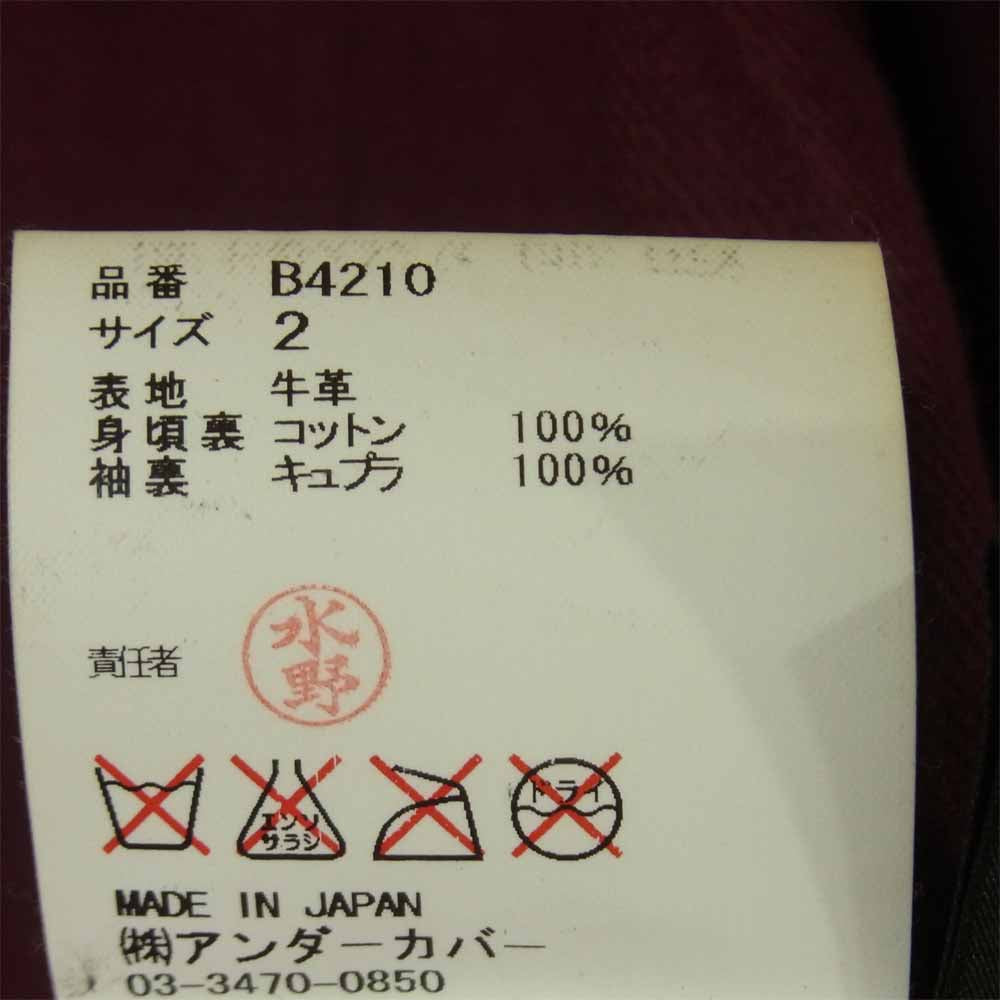 品番 B4210
サイズ 2
表地 牛革
身頃裏 コットン 100%
袖裏 キュプラ 100%
責任者 水野
エンソ サラシ ドライ
MADE IN JAPAN
㈱アンダーカバー
03-3470-0850